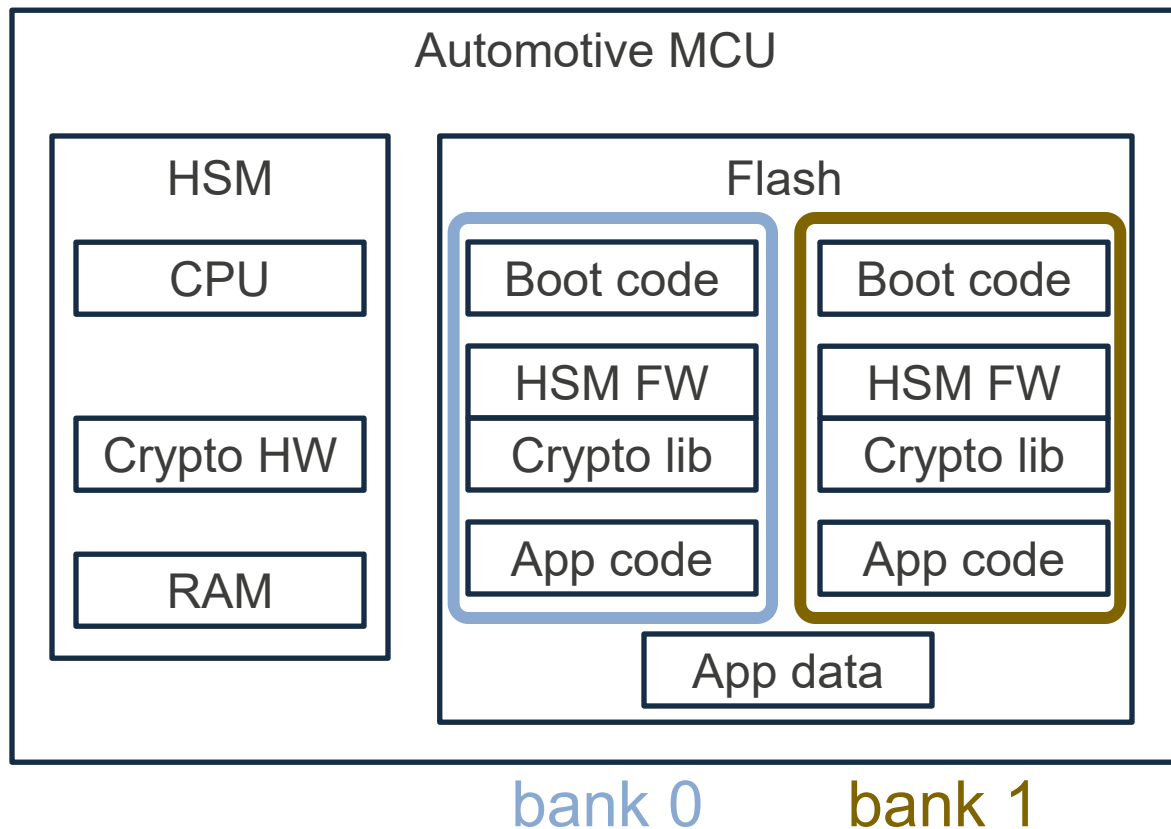 Automotive MCU
HSM
CPU
Crypto HW
RAM
Flash
Boot code
HSM FW
Crypto lib
App code
Boot code
HSM FW
Crypto lib
App code
App data
bank 0
bank 1